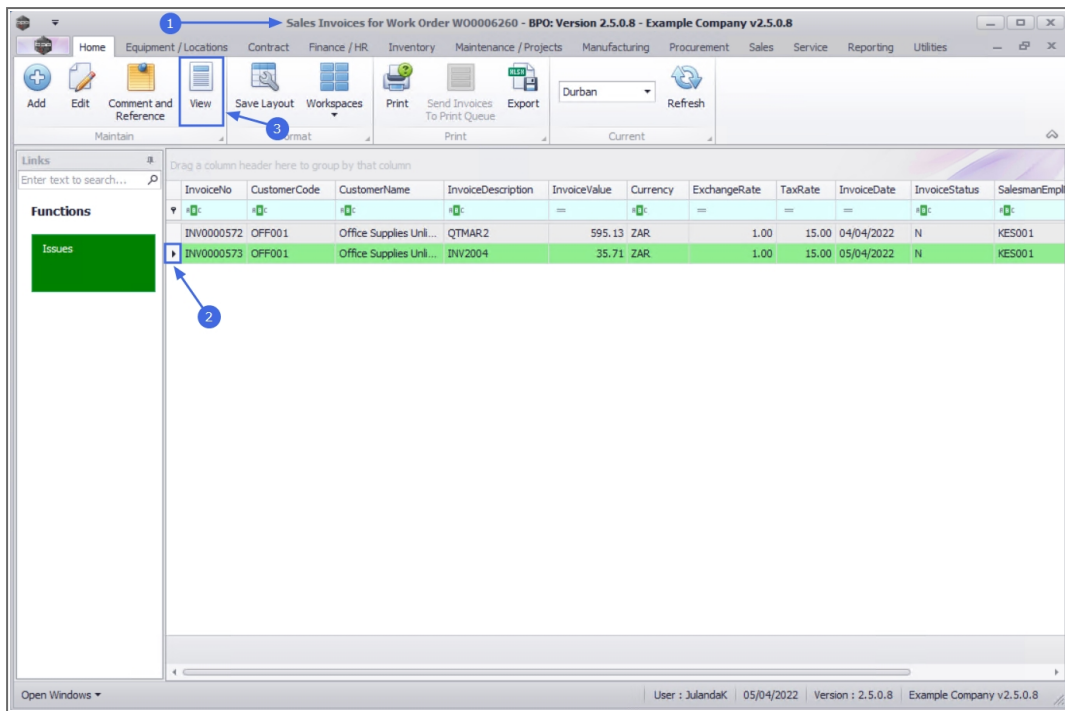 1
Sales Invoices for Work Order WO0006260 - BPO: Version 2.5.0.8 - Example Company v2.5.0.8
Home Equipment / Locations Contract Finance / HR Inventory Maintenance / Projects Manufacturing Procurement Sales Service Reporting Utilities
Add Edit Comment and Reference View Save Layout Workspaces Print Send Invoices To Print Queue Export Durban Refresh
3
Maintain Format Print Current
Links
Enter text to search...
Drag a column header here to group by that column
InvoiceNo CustomerCode CustomerName InvoiceDescription InvoiceValue Currency ExchangeRate TaxRate InvoiceDate InvoiceStatus SalesmanEmpl
Functions
INV0000572 OFF001 Office Supplies Unli... QTMAR2 595.13 ZAR 1.00 15.00 04/04/2022 N KES001
Issues
INV0000573 OFF001 Office Supplies Unli... INV2004 35.71 ZAR 1.00 15.00 05/04/2022 N KES001
2
Open Windows User : JulandaK 05/04/2022 Version : 2.5.0.8 Example Company v2.5.0.8